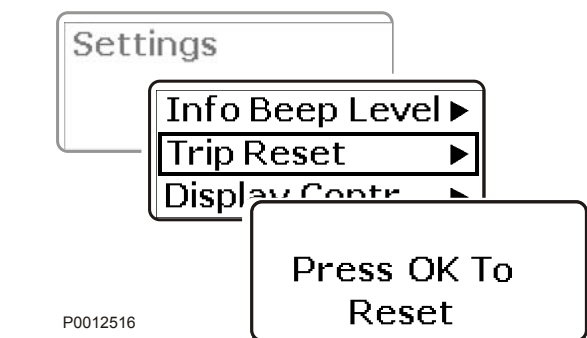 Settings
Info Beep Level ▶
Trip Reset ▶
Display Contr ▶
Press OK To
Reset
P0012516